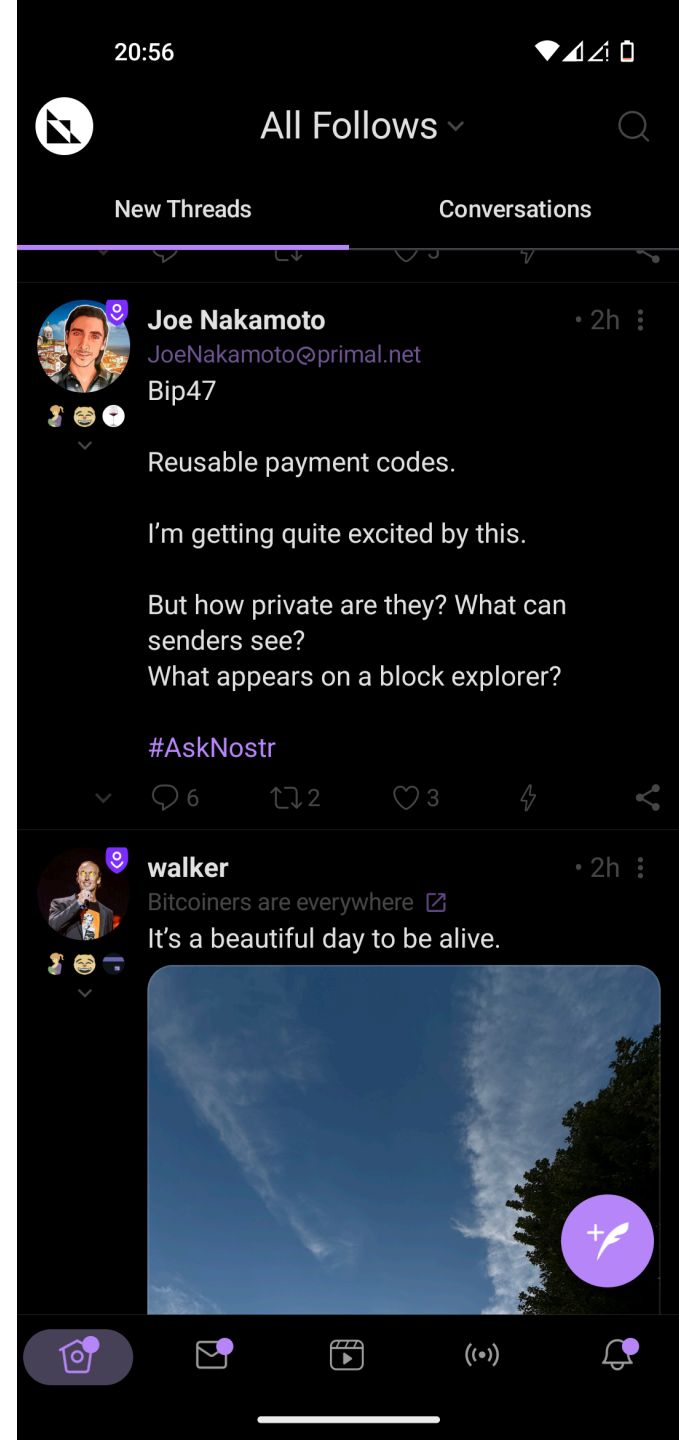 20:56
All Follows
New Threads
Conversations
3
Joe Nakamoto
• 2h
JoeNakamoto@primal.net
Bip47
Reusable payment codes.
I'm getting quite excited by this.
But how private are they? What can
senders see?
What appears on a block explorer?
#AskNostr
6
2
3
walker
• 2h
Bitcoiners are everywhere
It's a beautiful day to be alive.